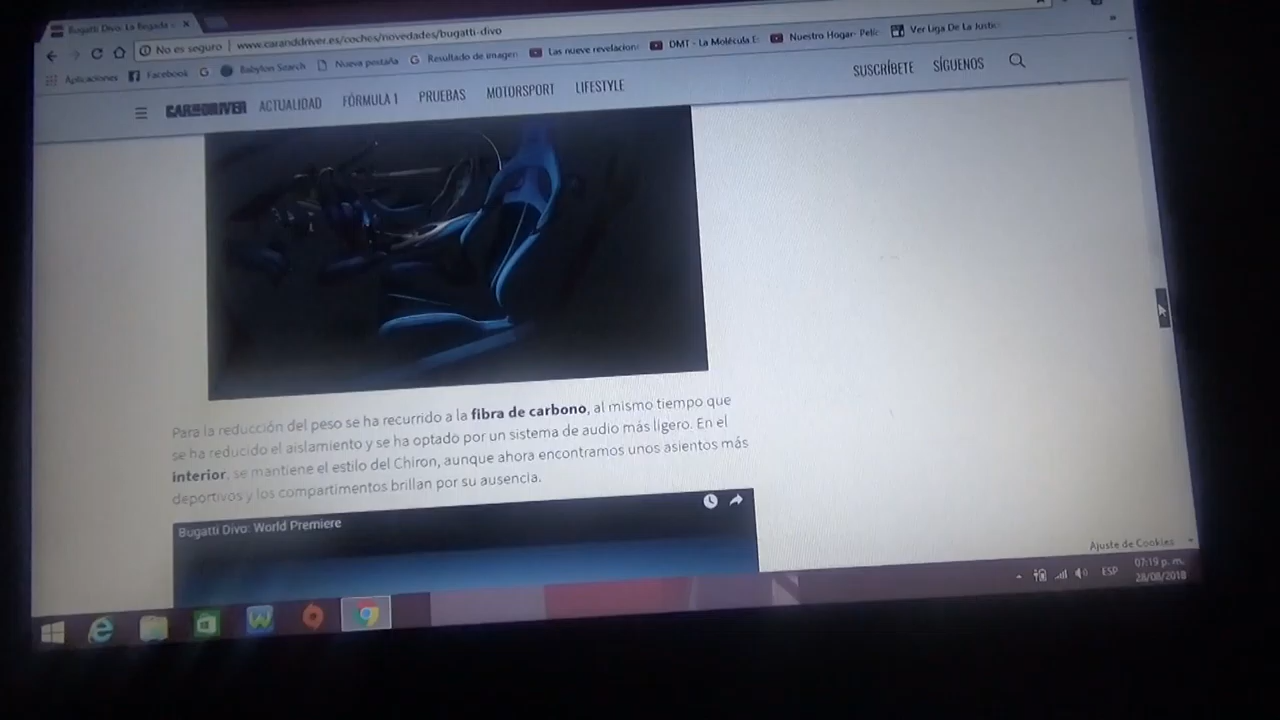 Bugatti Divo: La llegada
No es seguro | www.caranddriver.es/coches/novedades/bugatti-divo
Aplicaciones Facebook Babylon Search Nueva pestaña Resultado de imagen Las nueve revelacion DMT - La Molécula E Nuestro Hogar- Pelíc Ver Liga De La Justic
CAR AND DRIVER ACTUALIDAD FÓRMULA 1 PRUEBAS MOTORSPORT LIFESTYLE SUSCRÍBETE SÍGUENOS
Para la reducción del peso se ha recurrido a la fibra de carbono, al mismo tiempo que
se ha reducido el aislamiento y se ha optado por un sistema de audio más ligero. En el
interior, se mantiene el estilo del Chiron, aunque ahora encontramos unos asientos más
deportivos y los compartimentos brillan por su ausencia.
Bugatti Divo: World Premiere
Ajuste de Cookies
ESP 07:19 p. m.
28/08/2018